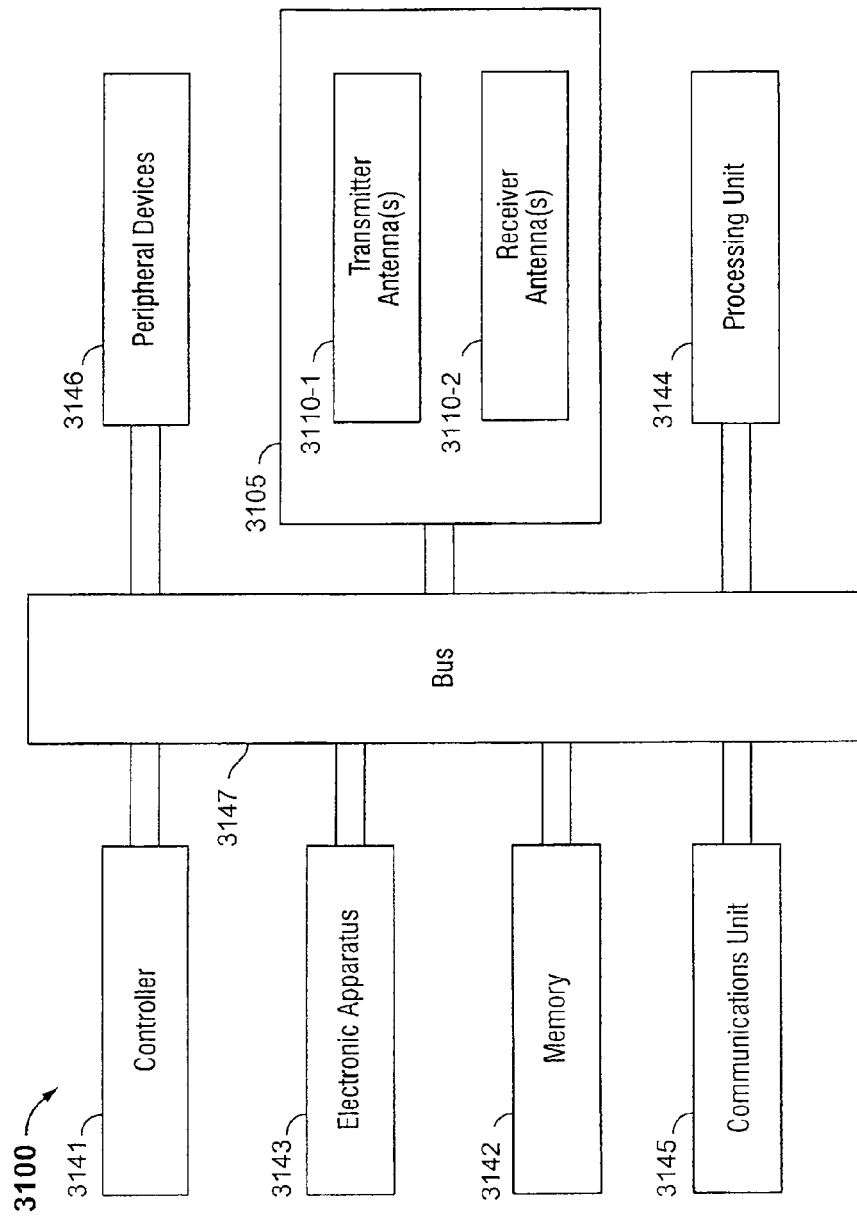 3100
3141
Controller
3143
Electronic Apparatus
3142
Memory
3145
Communications Unit
3147
Bus
3146
Peripheral Devices
3105
3110-1
Transmitter
Antenna(s)
3110-2
Receiver
Antenna(s)
3144
Processing Unit